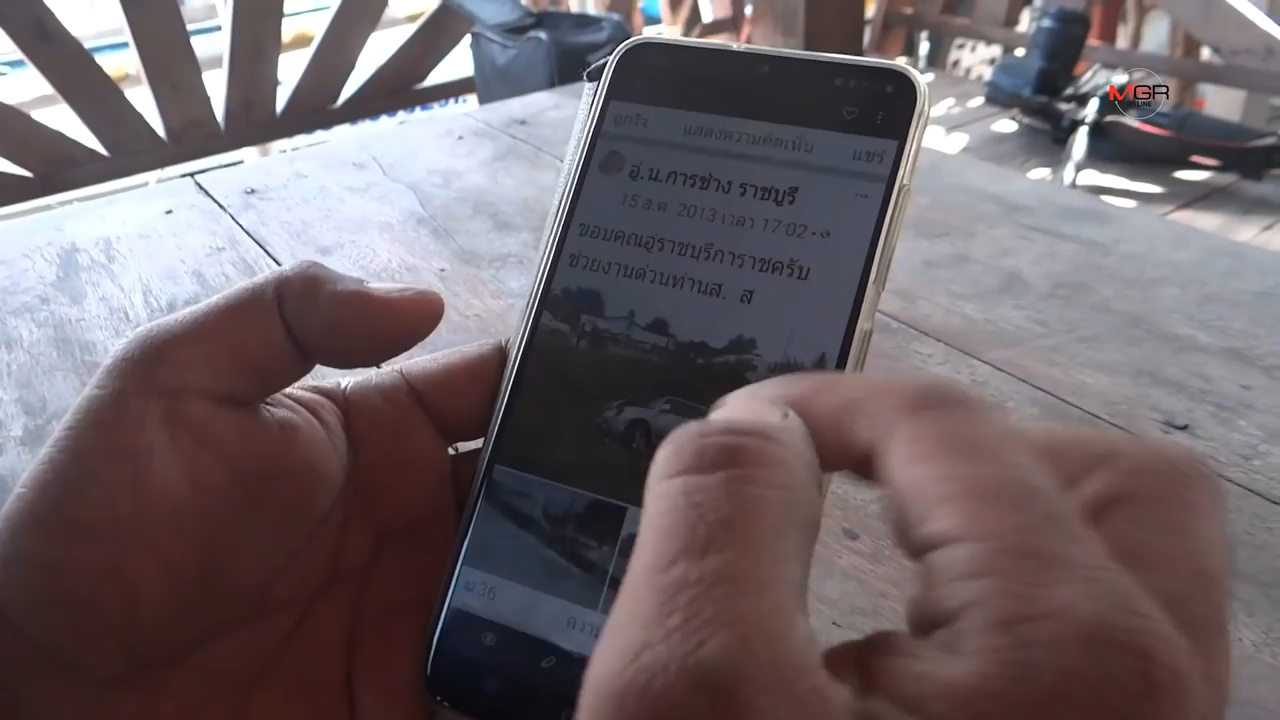 MGR
ONLINE
ถูกใจ แสดงความคิดเห็น แชร์
อู่.น.การช่าง ราชบุรี
15 ส.ค. 2013 เวลา 17:02
ขอบคุณอู่ราชบุรีการาชครับ
ช่วยงานด่วนท่านส. ส
36